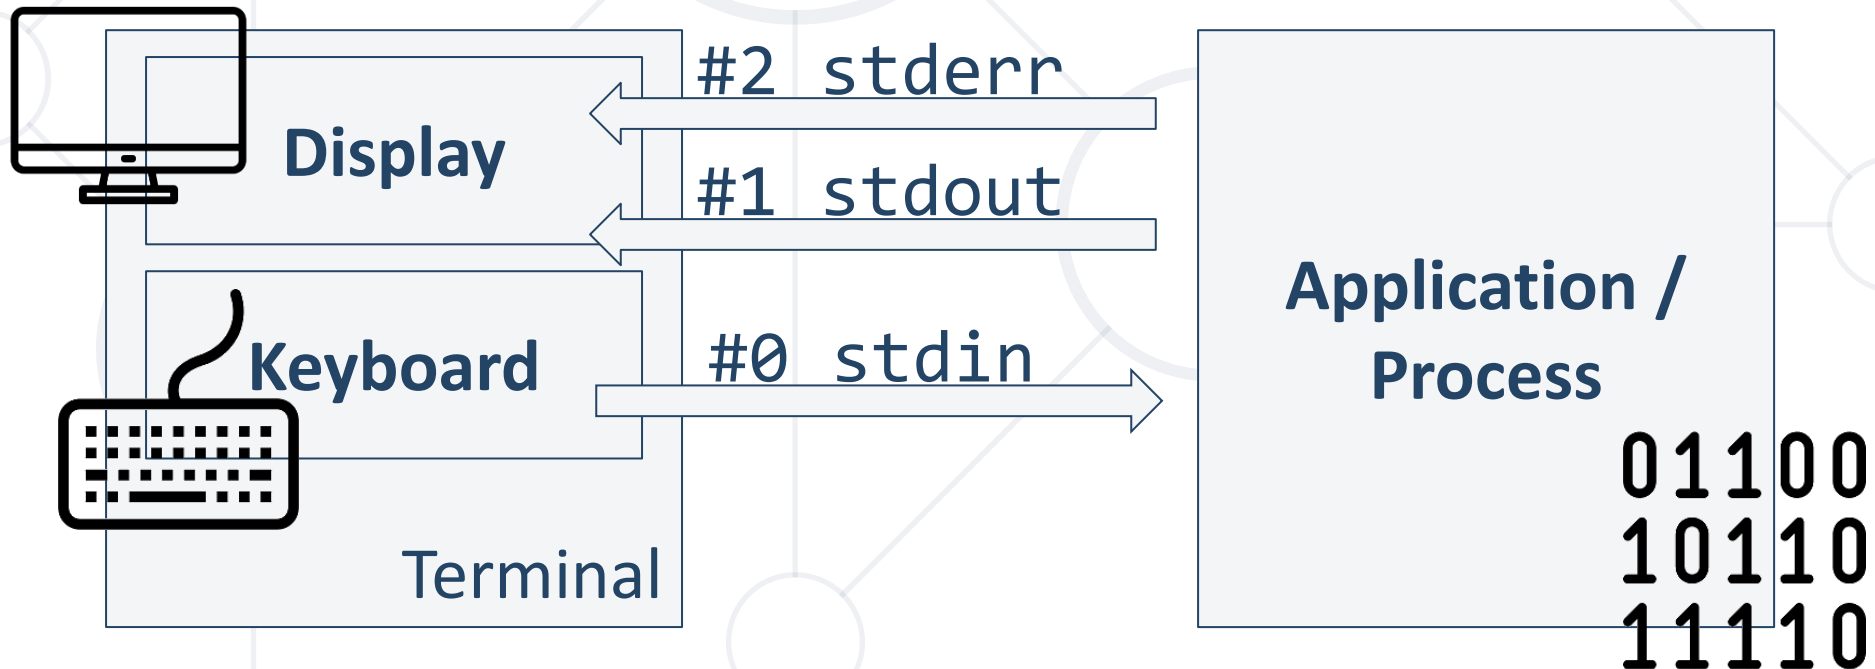 #2 stderr
Display
#1 stdout
Keyboard
#0 stdin
Application /
Process
Terminal
01100
10110
11110